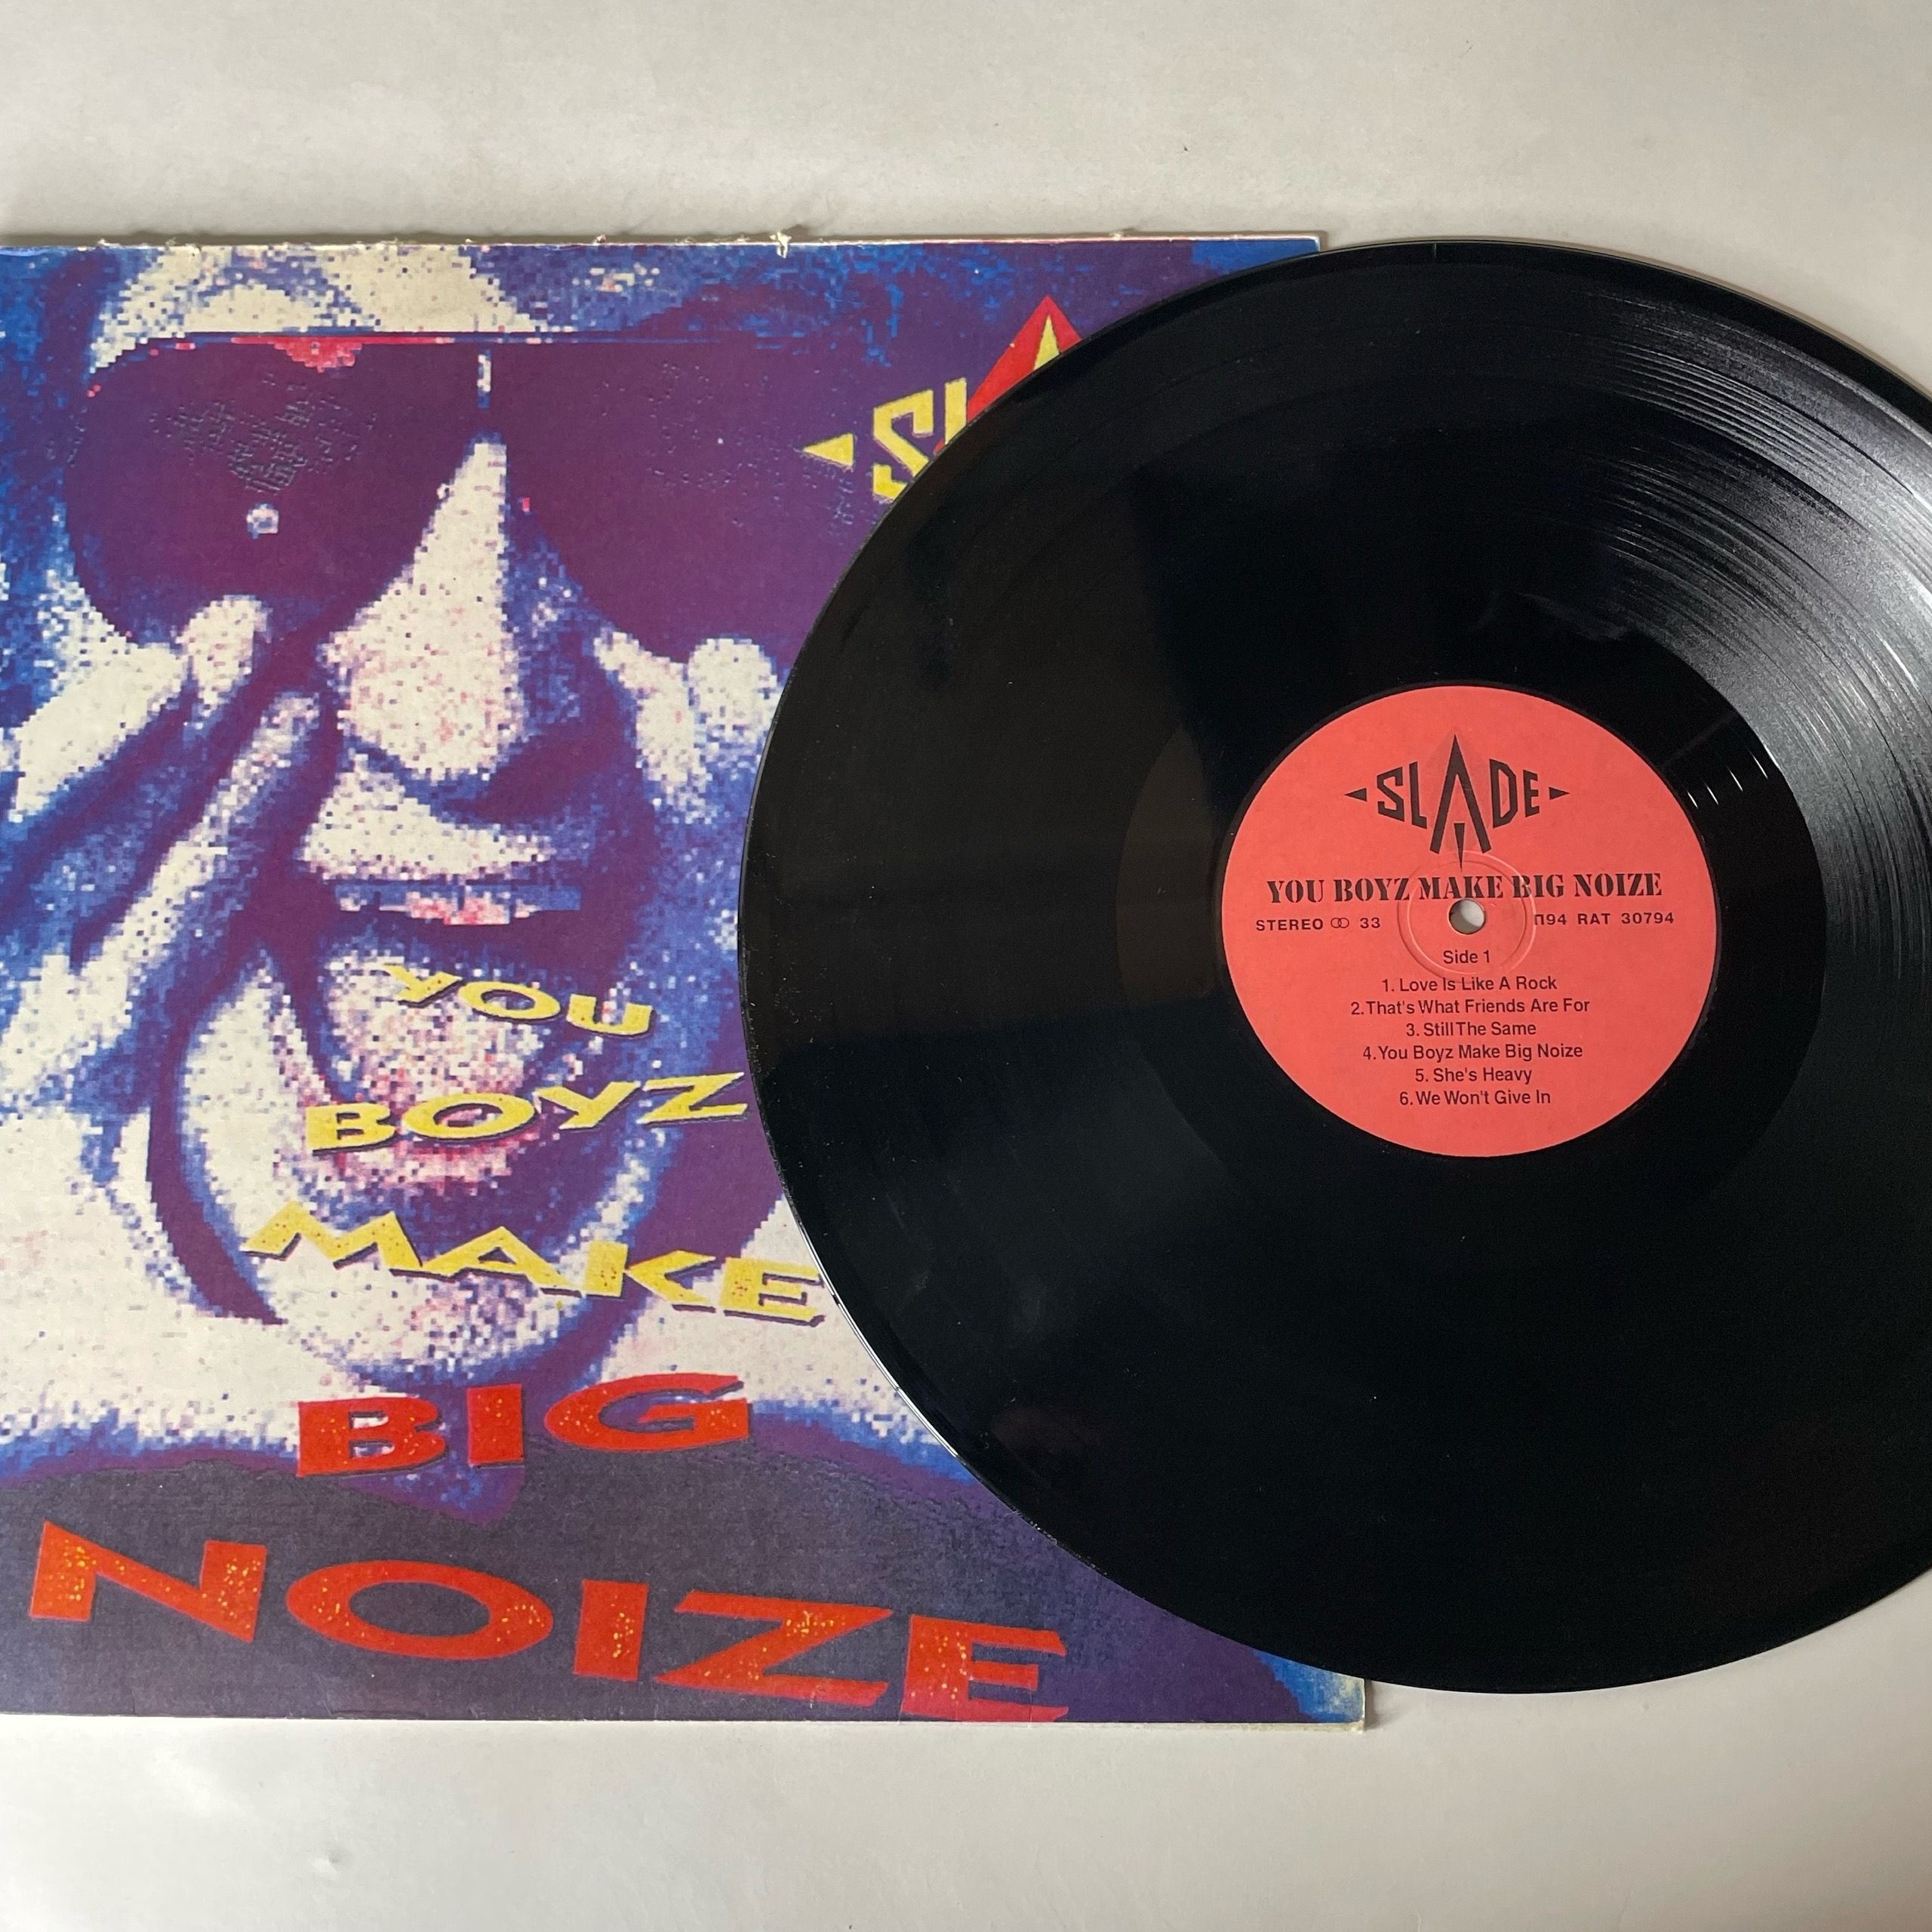 SL
YOU
BOYZ
MAKE
BIG
NOIZE
SLADE
YOU BOYZ MAKE BIG NOIZE
STEREO 33 П94 RAT 30794
Side 1
1. Love Is Like A Rock
2. That's What Friends Are For
3. Still The Same
4. You Boyz Make Big Noize
5. She's Heavy
6. We Won't Give In